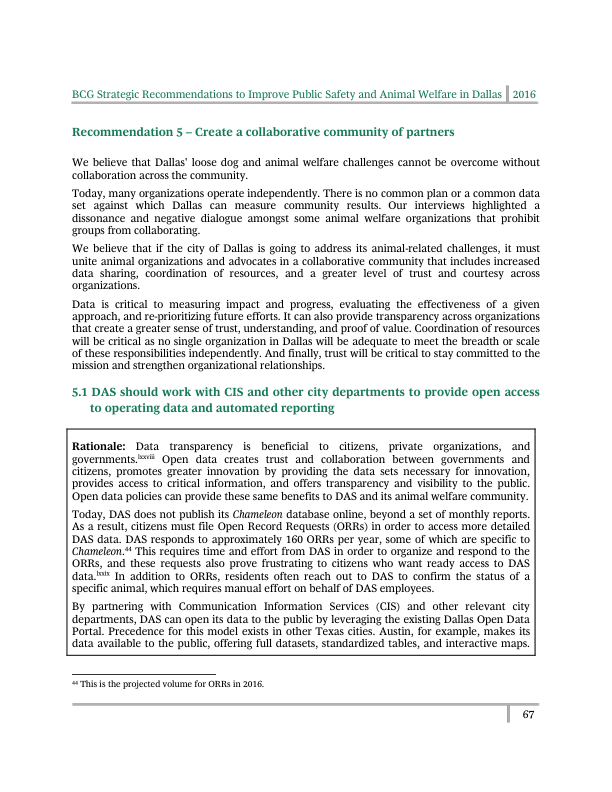 BCG Strategic Recommendations to Improve Public Safety and Animal Welfare in Dallas 2016
Recommendation 5 – Create a collaborative community of partners
We believe that Dallas' loose dog and animal welfare challenges cannot be overcome without
collaboration across the community.
Today, many organizations operate independently. There is no common plan or a common data
set against which Dallas can measure community results. Our interviews highlighted a
dissonance and negative dialogue amongst some animal welfare organizations that prohibit
groups from collaborating.
We believe that if the city of Dallas is going to address its animal-related challenges, it must
unite animal organizations and advocates in a collaborative community that includes increased
data sharing, coordination of resources, and a greater level of trust and courtesy across
organizations.
Data is critical to measuring impact and progress, evaluating the effectiveness of a given
approach, and re-prioritizing future efforts. It can also provide transparency across organizations
that create a greater sense of trust, understanding, and proof of value. Coordination of resources
will be critical as no single organization in Dallas will be adequate to meet the breadth or scale
of these responsibilities independently. And finally, trust will be critical to stay committed to the
mission and strengthen organizational relationships.
5.1 DAS should work with CIS and other city departments to provide open access
to operating data and automated reporting
Rationale: Data transparency is beneficial to citizens, private organizations, and
governments.lxxviii Open data creates trust and collaboration between governments and
citizens, promotes greater innovation by providing the data sets necessary for innovation,
provides access to critical information, and offers transparency and visibility to the public.
Open data policies can provide these same benefits to DAS and its animal welfare community.
Today, DAS does not publish its Chameleon database online, beyond a set of monthly reports.
As a result, citizens must file Open Record Requests (ORRs) in order to access more detailed
DAS data. DAS responds to approximately 160 ORRs per year, some of which are specific to
Chameleon.44 This requires time and effort from DAS in order to organize and respond to the
ORRs, and these requests also prove frustrating to citizens who want ready access to DAS
data.lxxix In addition to ORRs, residents often reach out to DAS to confirm the status of a
specific animal, which requires manual effort on behalf of DAS employees.
By partnering with Communication Information Services (CIS) and other relevant city
departments, DAS can open its data to the public by leveraging the existing Dallas Open Data
Portal. Precedence for this model exists in other Texas cities. Austin, for example, makes its
data available to the public, offering full datasets, standardized tables, and interactive maps.
44 This is the projected volume for ORRs in 2016.
67